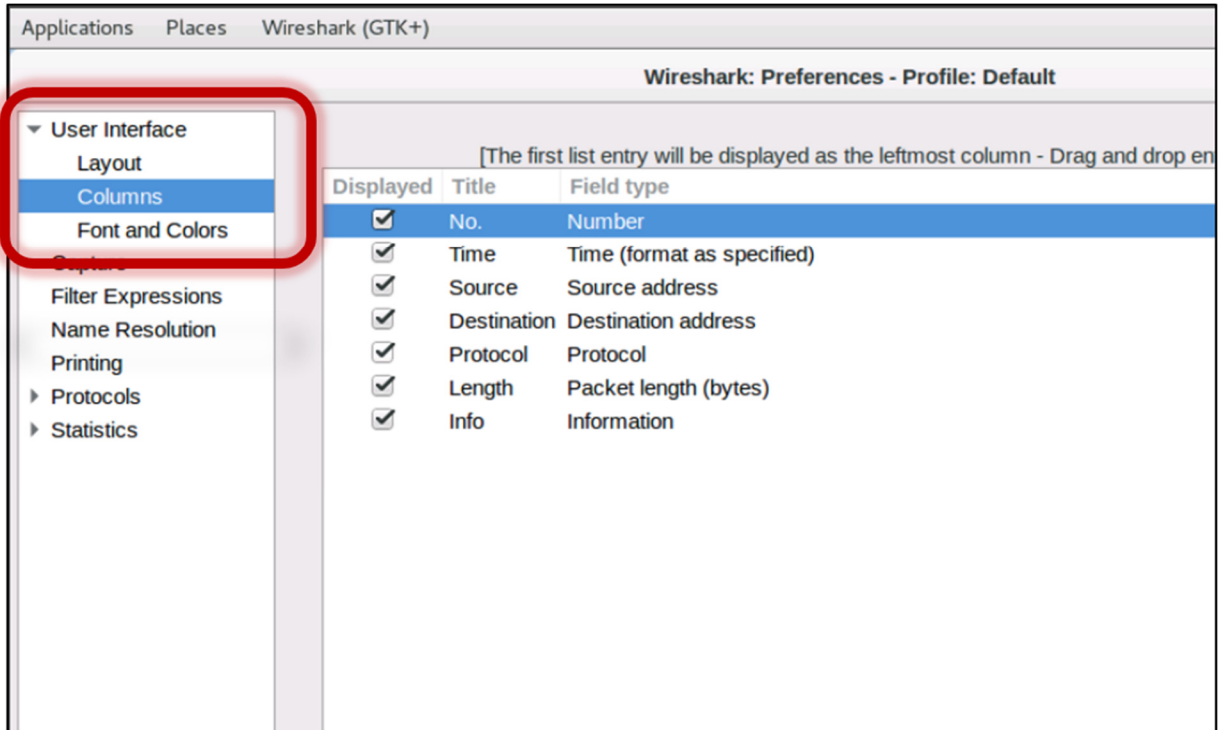 Applications Places Wireshark (GTK+)
Wireshark: Preferences - Profile: Default
User Interface
Layout
Columns
Font and Colors
Capture
Filter Expressions
Name Resolution
Printing
Protocols
Statistics
[The first list entry will be displayed as the leftmost column - Drag and drop en
Displayed Title Field type
No. Number
Time Time (format as specified)
Source Source address
Destination Destination address
Protocol Protocol
Length Packet length (bytes)
Info Information